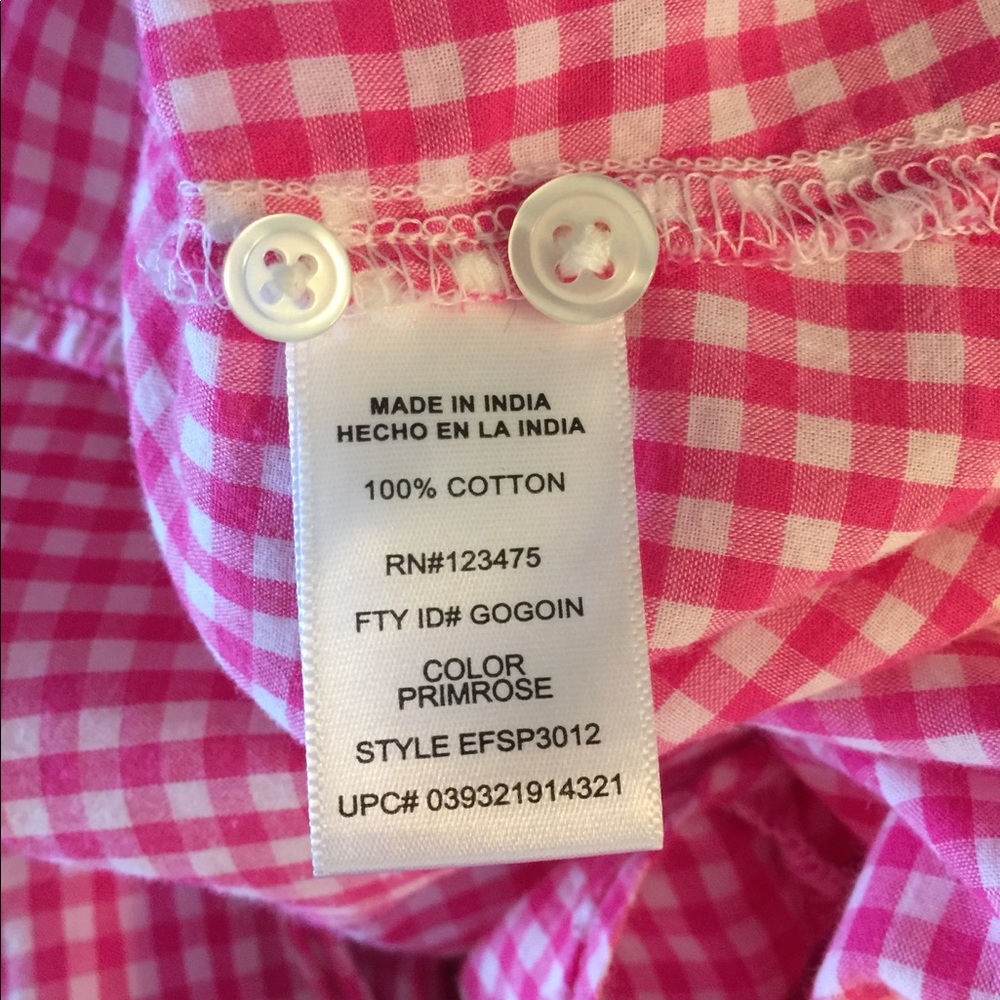 MADE IN INDIA
HECHO EN LA INDIA
100% COTTON
RN#123475
FTY ID# GOGOIN
COLOR
PRIMROSE
STYLE EFSP3012
UPC# 039321914321